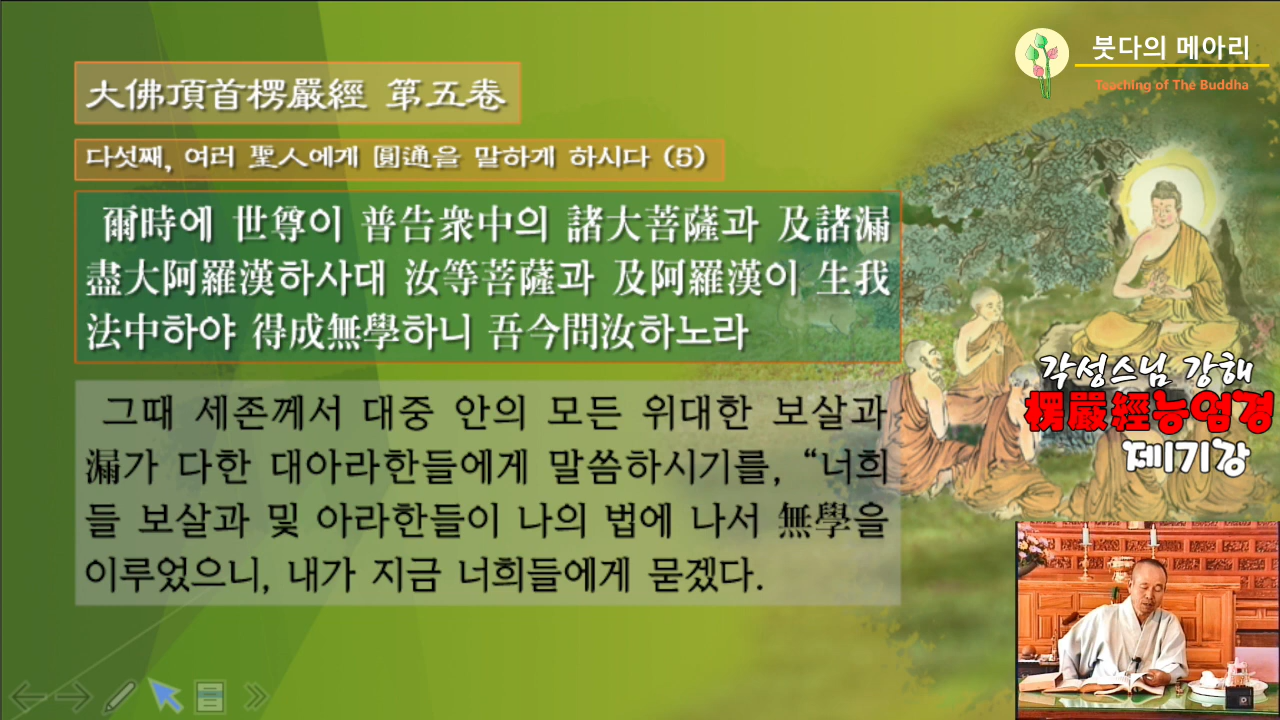 大佛頂首楞嚴經 第五卷
다섯째, 여러 聖人에게 圓通을 말하게 하시다 (5)
爾時에 世尊이 普告衆中의 諸大菩薩과 及諸漏
盡大阿羅漢하사대 汝等菩薩과 及阿羅漢이 生我
法中하야 得成無學하니 吾今問汝하노라
그때 세존께서 대중 안의 모든 위대한 보살과
漏가 다한 대아라한들에게 말씀하시기를, “너희
들 보살과 및 아라한들이 나의 법에 나서 無學을
이루었으니, 내가 지금 너희들에게 묻겠다.
붓다의 메아리
Teaching of The Buddha
각성스님 강해
楞嚴經능엄경
제17강